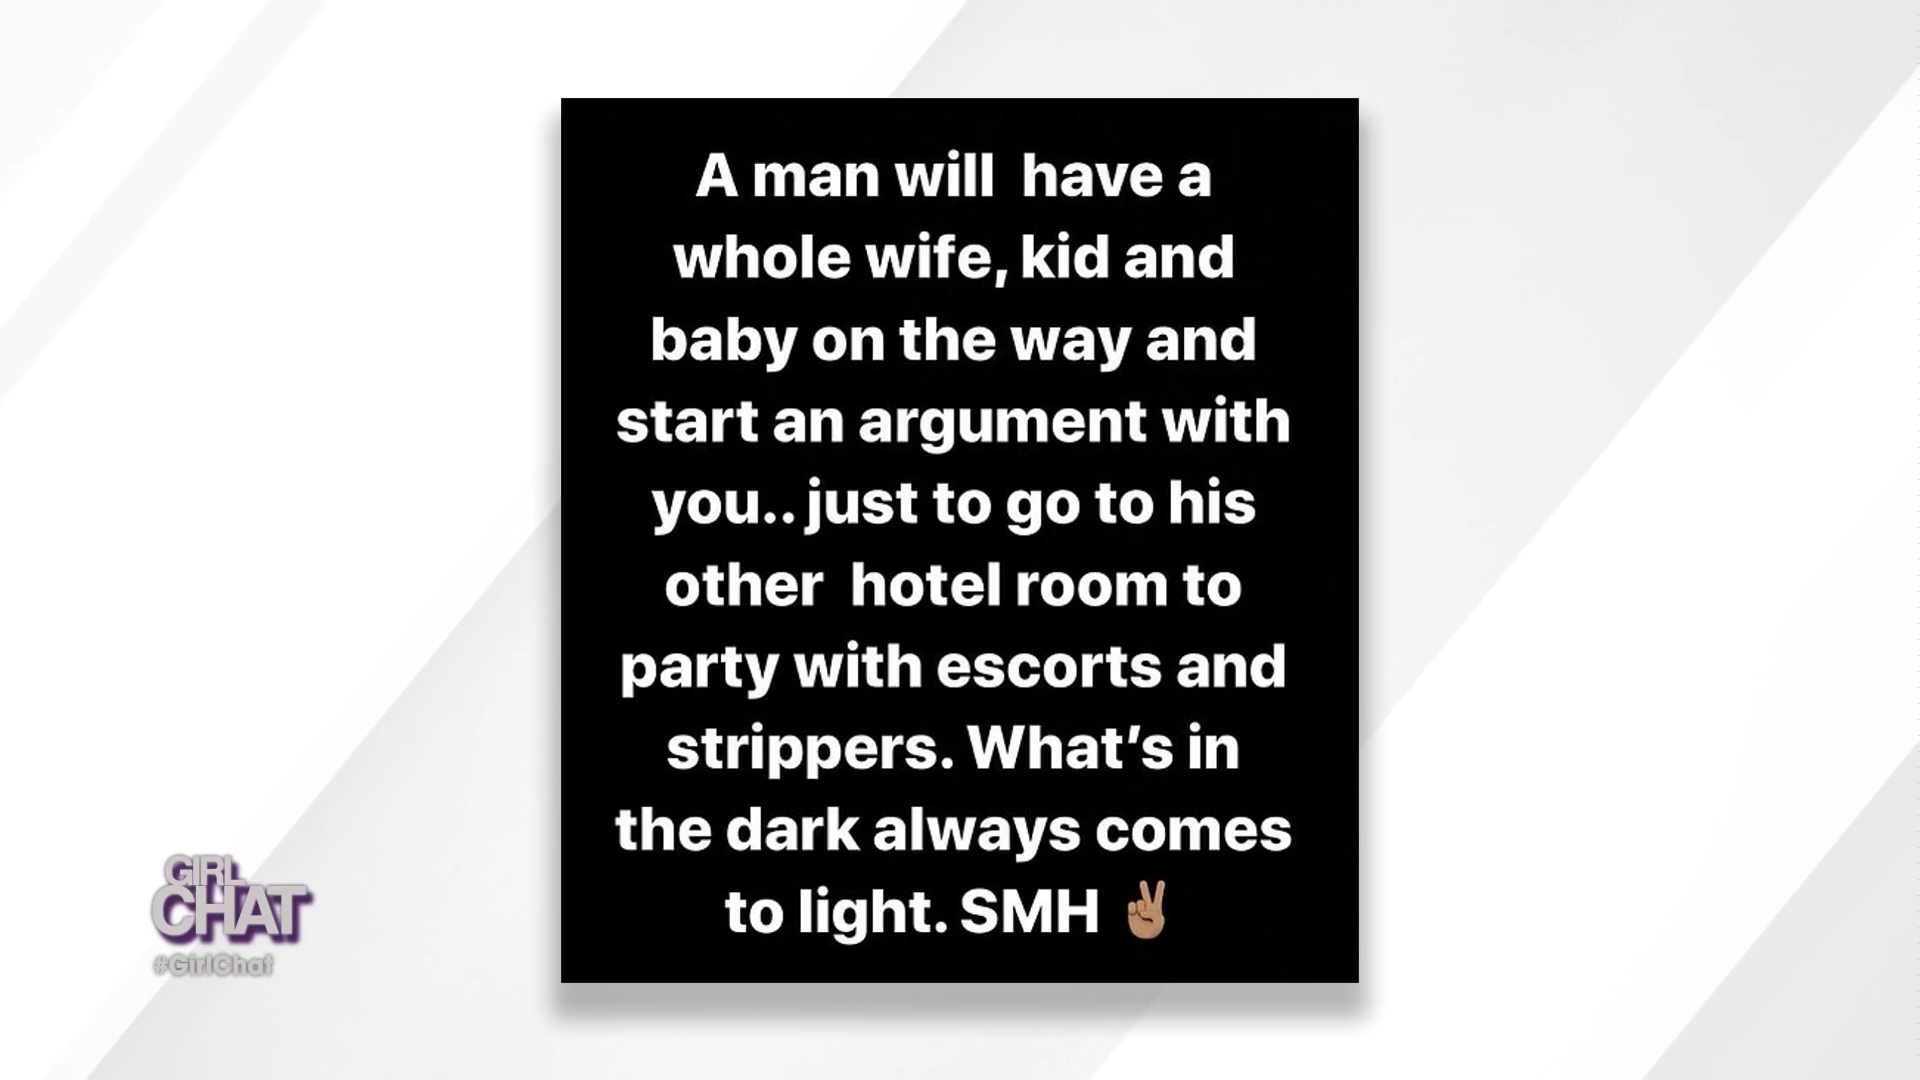 A man will  have a
whole wife, kid and
baby on the way and
start an argument with
you.. just to go to his
other  hotel room to
party with escorts and
strippers. What’s in
the dark always comes
to light. SMH ✌🏽
GIRL
CHAT
#GirlChat